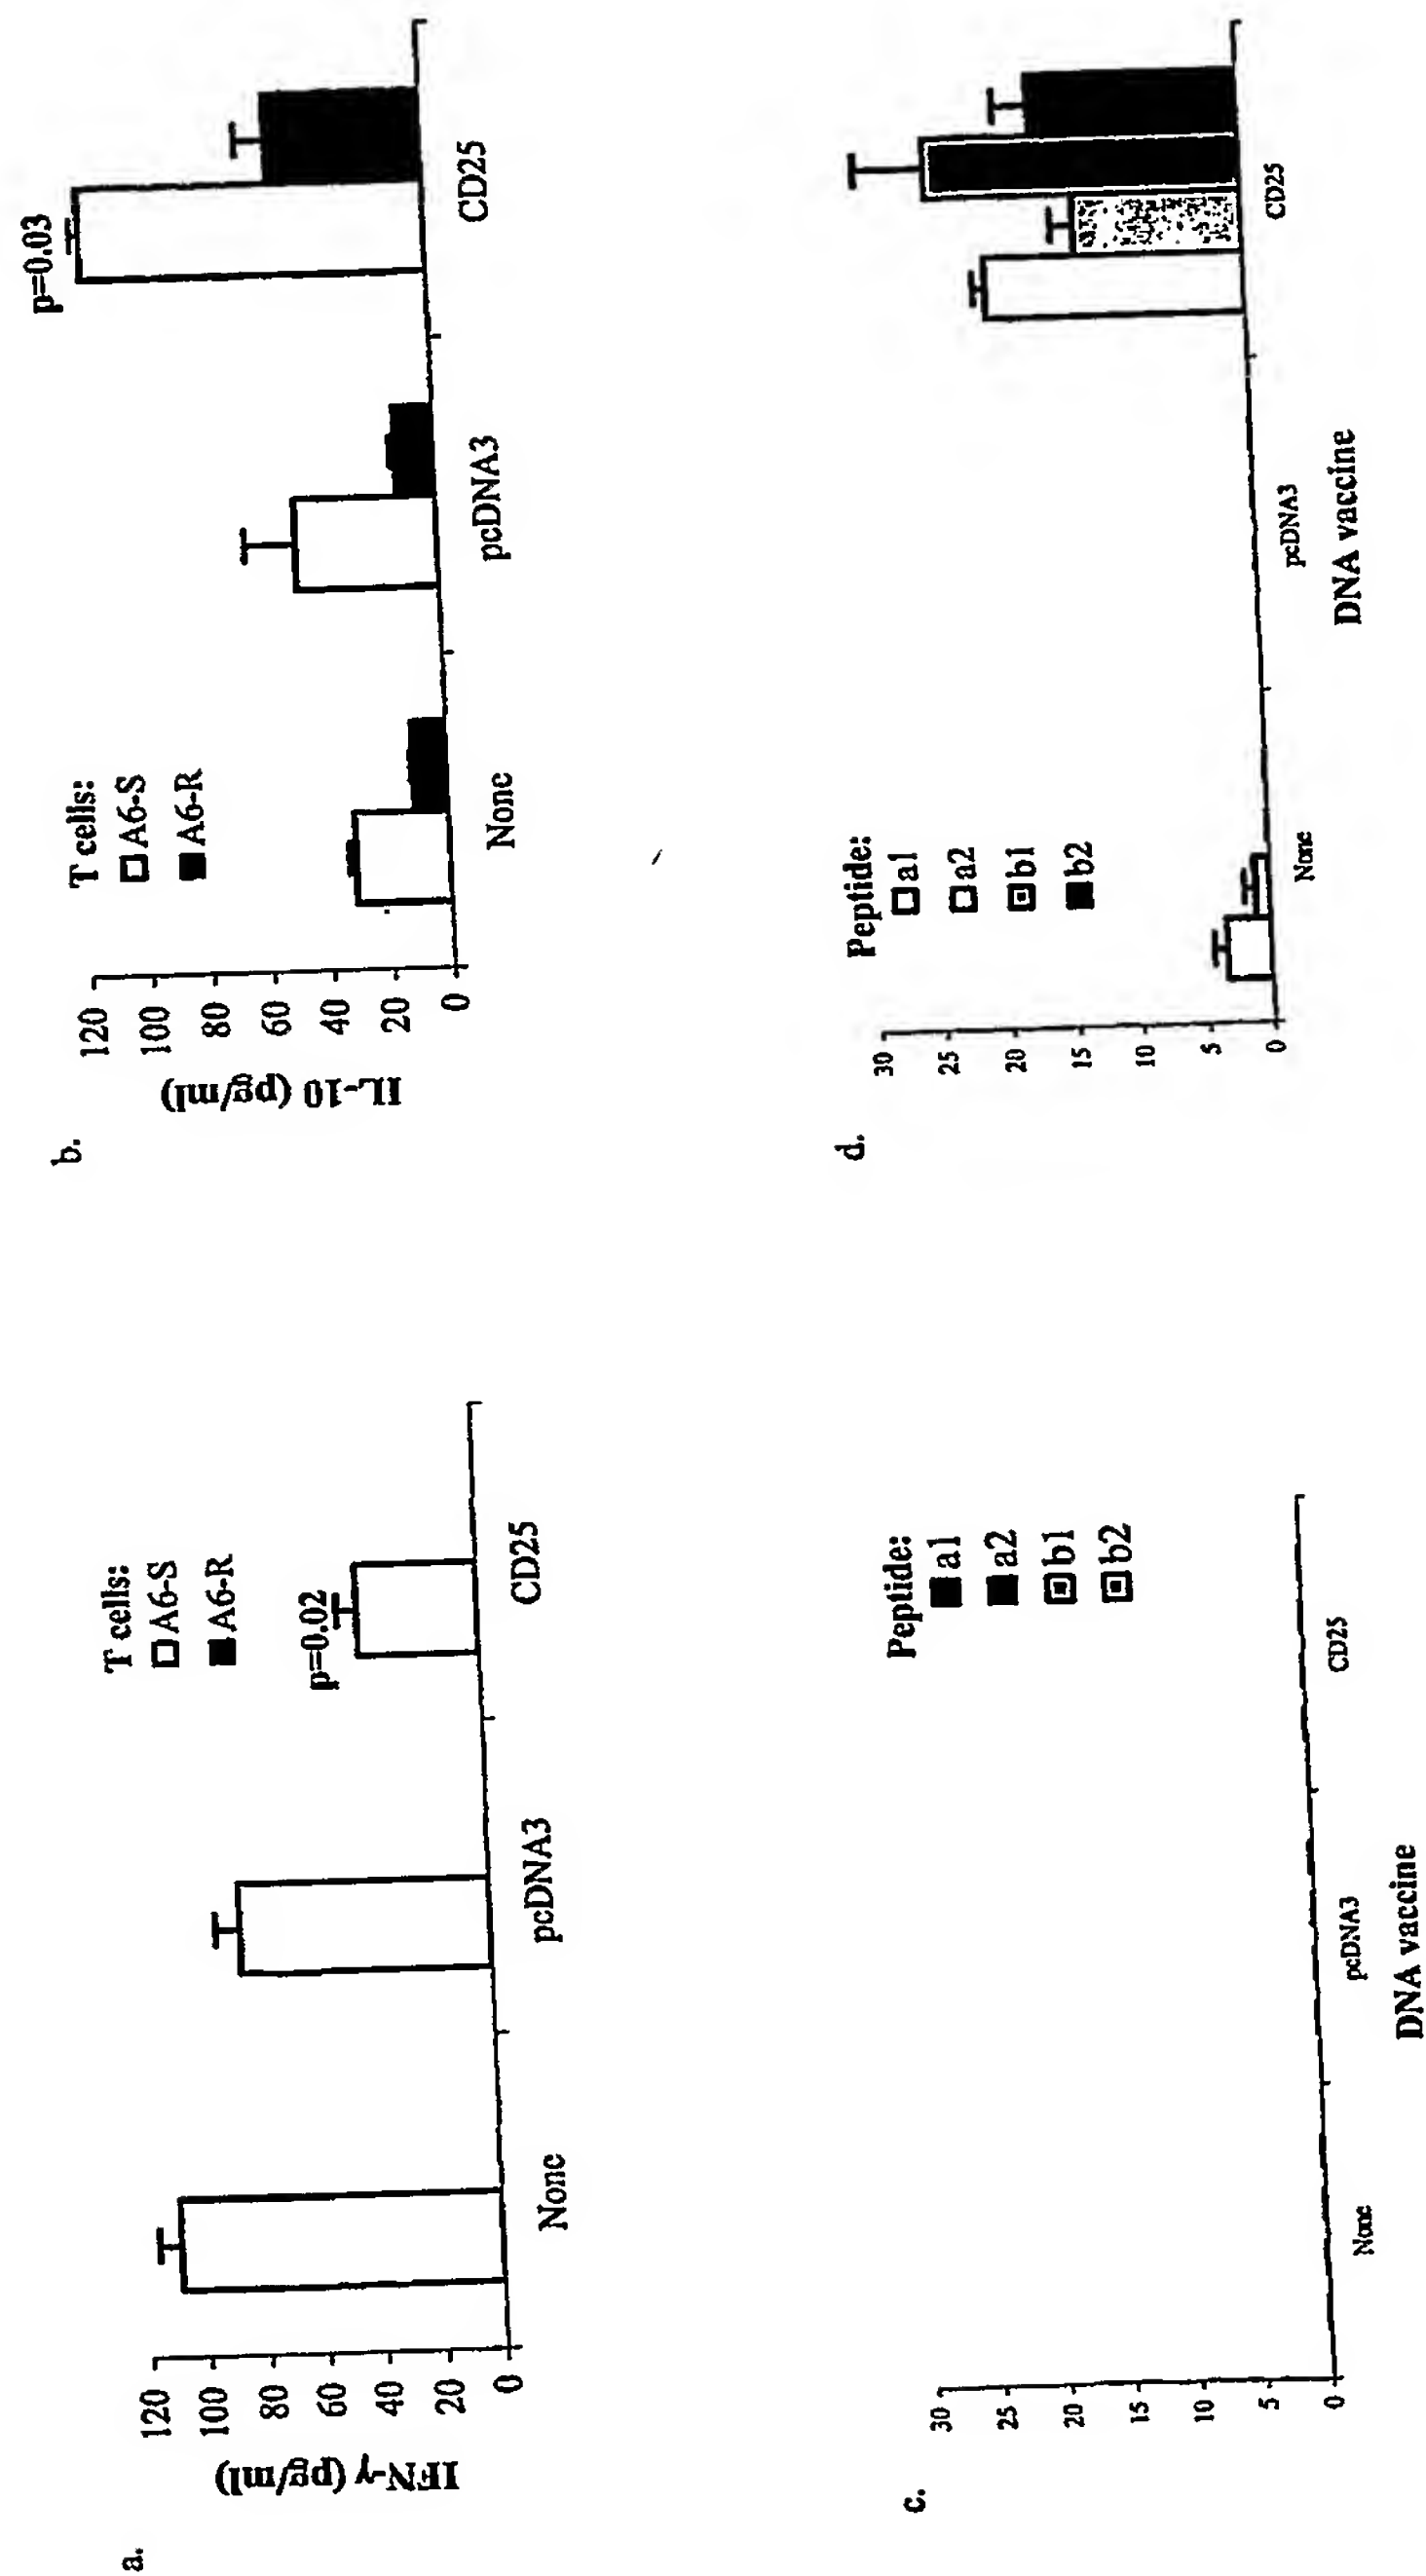 a.
IFN-γ (pg/ml)
120
100
80
60
40
20
0
T cells:
A6-S
A6-R
p=0.02
None
pcDNA3
CD25
b.
IL-10 (pg/ml)
120
100
80
60
40
20
0
T cells:
A6-S
A6-R
p=0.03
None
pcDNA3
CD25
c.
30
25
20
15
10
5
0
Peptide:
a1
a2
b1
b2
None
pcDNA3
CD25
DNA vaccine
d.
30
25
20
15
10
5
0
Peptide:
a1
a2
b1
b2
None
pcDNA3
CD25
DNA vaccine